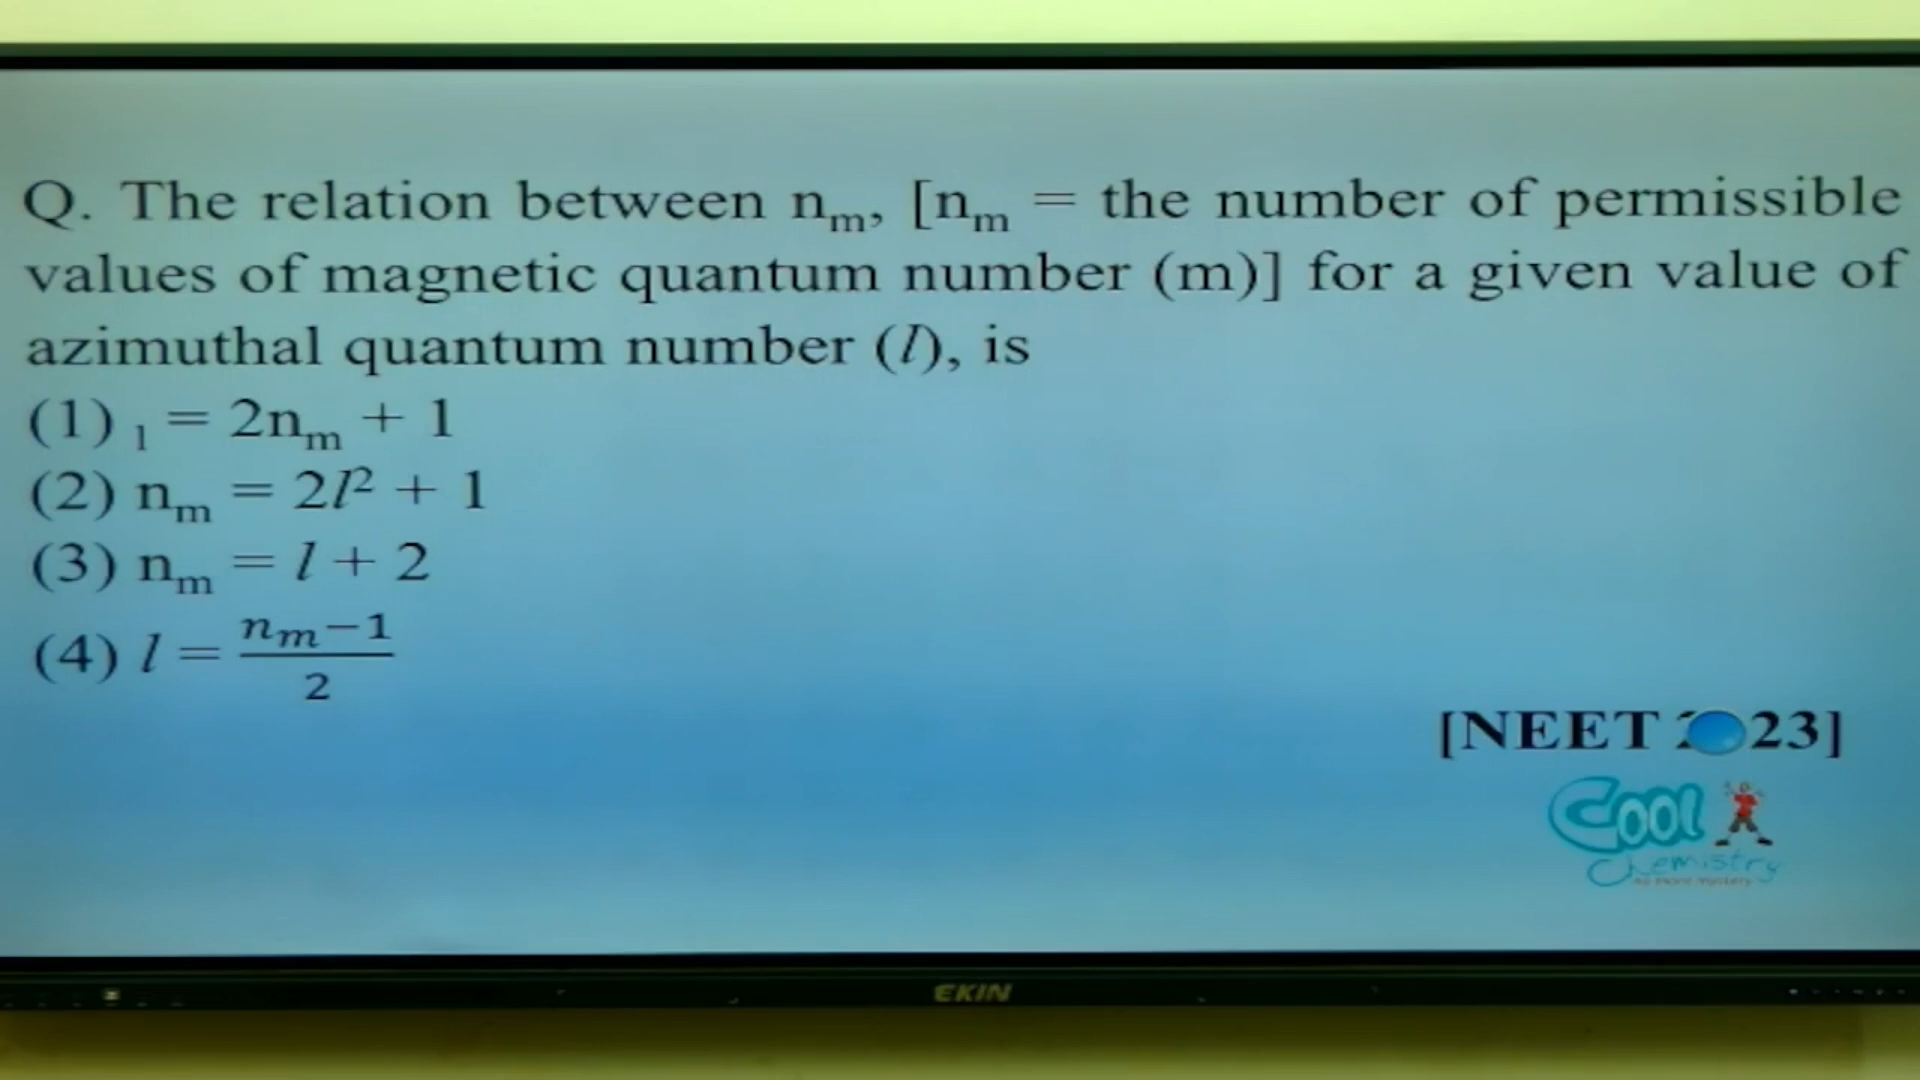 Q. The relation between nₘ, [nₘ = the number of permissible
values of magnetic quantum number (m)] for a given value of
azimuthal quantum number (l), is
(1) ₁ = 2nₘ + 1
(2) nₘ = 2l² + 1
(3) nₘ = l + 2
(4) l = nₘ−1 / 2
[NEET 2023]
Cool
Chemistry
EKIN